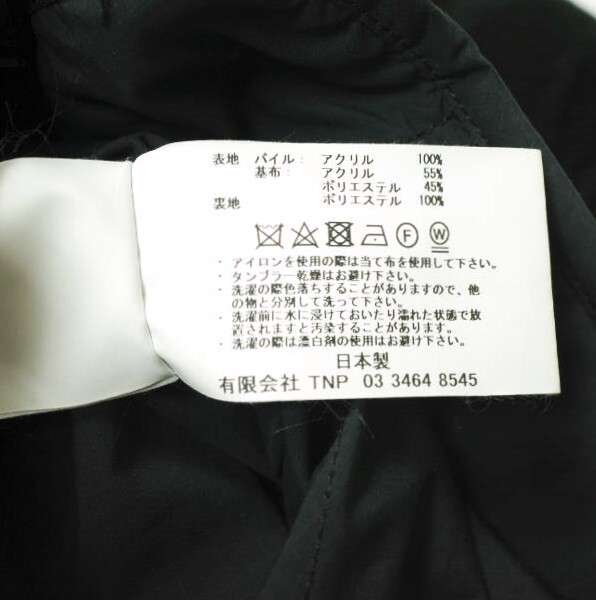 表地 パイル: アクリル 100%
基布: アクリル 55%
ポリエステル 45%
裏地 ポリエステル 100%
F W
・アイロンを使用の際は当て布を使用して下さい。
・タンブラー乾燥はお避け下さい。
・洗濯の際色落ちすることがありますので、他
の物と分別して洗って下さい。
・洗濯前に水に浸けておいたり濡れた状態で放
置されますと汚染することがあります。
・洗濯の際は漂白剤の使用はお避け下さい。
日本製
有限会社 TNP 03 3464 8545